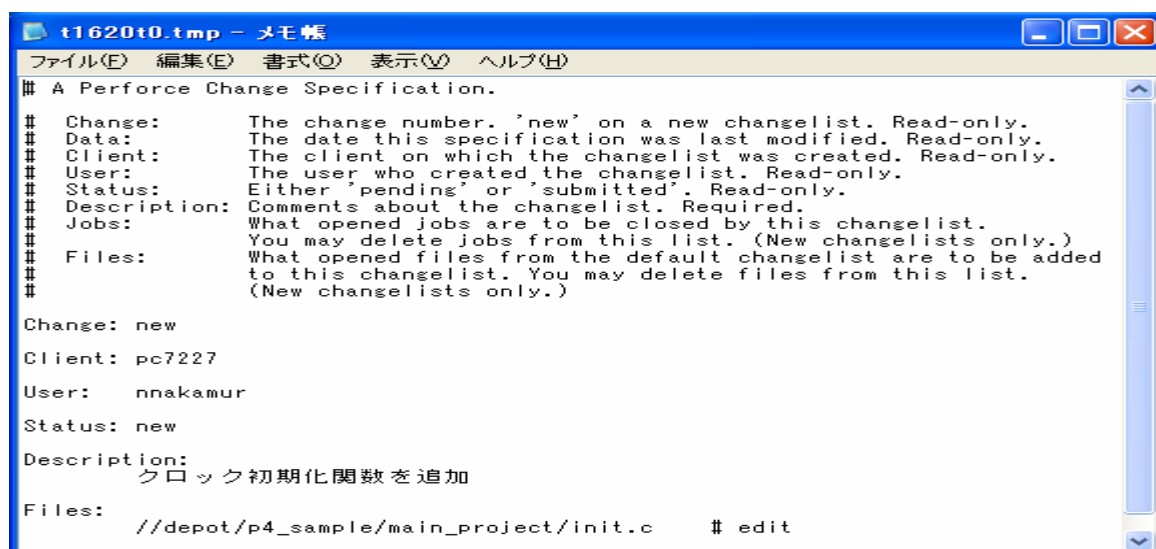 t1620t0.tmp - メモ帳
ファイル(F) 編集(E) 書式(O) 表示(V) ヘルプ(H)
# A Perforce Change Specification.
# Change: The change number. 'new' on a new changelist. Read-only.
# Data: The date this specification was last modified. Read-only.
# Client: The client on which the changelist was created. Read-only.
# User: The user who created the changelist. Read-only.
# Status: Either 'pending' or 'submitted'. Read-only.
# Description: Comments about the changelist. Required.
# Jobs: What opened jobs are to be closed by this changelist.
# You may delete jobs from this list. (New changelists only.)
# Files: What opened files from the default changelist are to be added
# to this changelist. You may delete files from this list.
# (New changelists only.)
Change: new
Client: pc7227
User: nnakamur
Status: new
Description:
クロック初期化関数を追加
Files:
//depot/p4_sample/main_project/init.c # edit